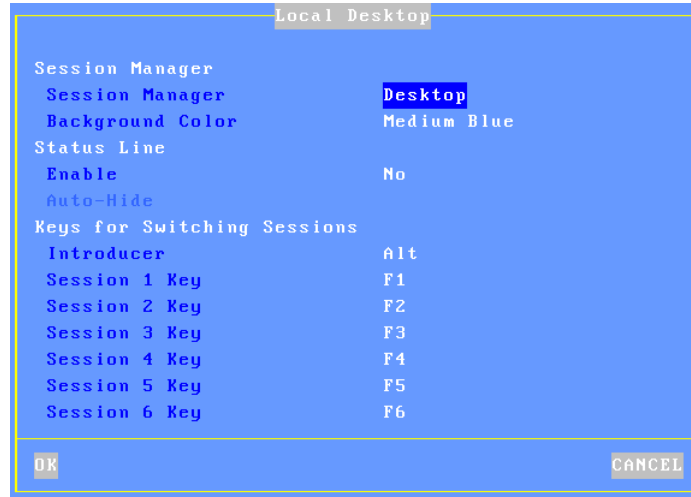 Local Desktop
Session Manager
Session Manager Desktop
Background Color Medium Blue
Status Line
Enable No
Auto-Hide
Keys for Switching Sessions
Introducer Alt
Session 1 Key F1
Session 2 Key F2
Session 3 Key F3
Session 4 Key F4
Session 5 Key F5
Session 6 Key F6
OK CANCEL